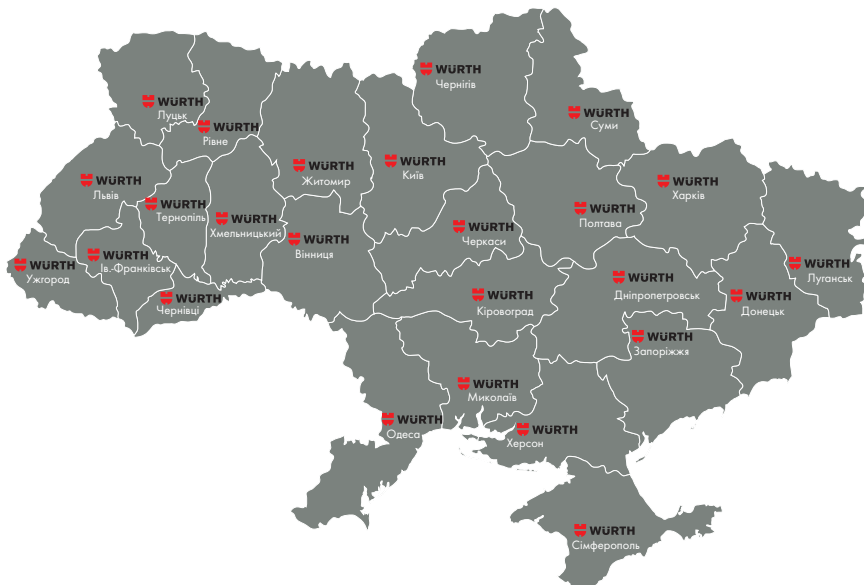 WÜRTH
Чернігів
WÜRTH
Луцьк
WÜRTH
Суми
WÜRTH
Рівне
WÜRTH
Київ
WÜRTH
Житомир
WÜRTH
Львів
WÜRTH
Харків
WÜRTH
Тернопіль
WÜRTH
Полтава
WÜRTH
Хмельницький
WÜRTH
Черкаси
WÜRTH
Вінниця
WÜRTH
Ів.-Франківськ
WÜRTH
Ужгород
WÜRTH
Луганськ
WÜRTH
Дніпропетровськ
WÜRTH
Кіровоград
WÜRTH
Донецьк
WÜRTH
Чернівці
WÜRTH
Запоріжжя
WÜRTH
Миколаїв
WÜRTH
Одеса
WÜRTH
Херсон
WÜRTH
Сімферополь